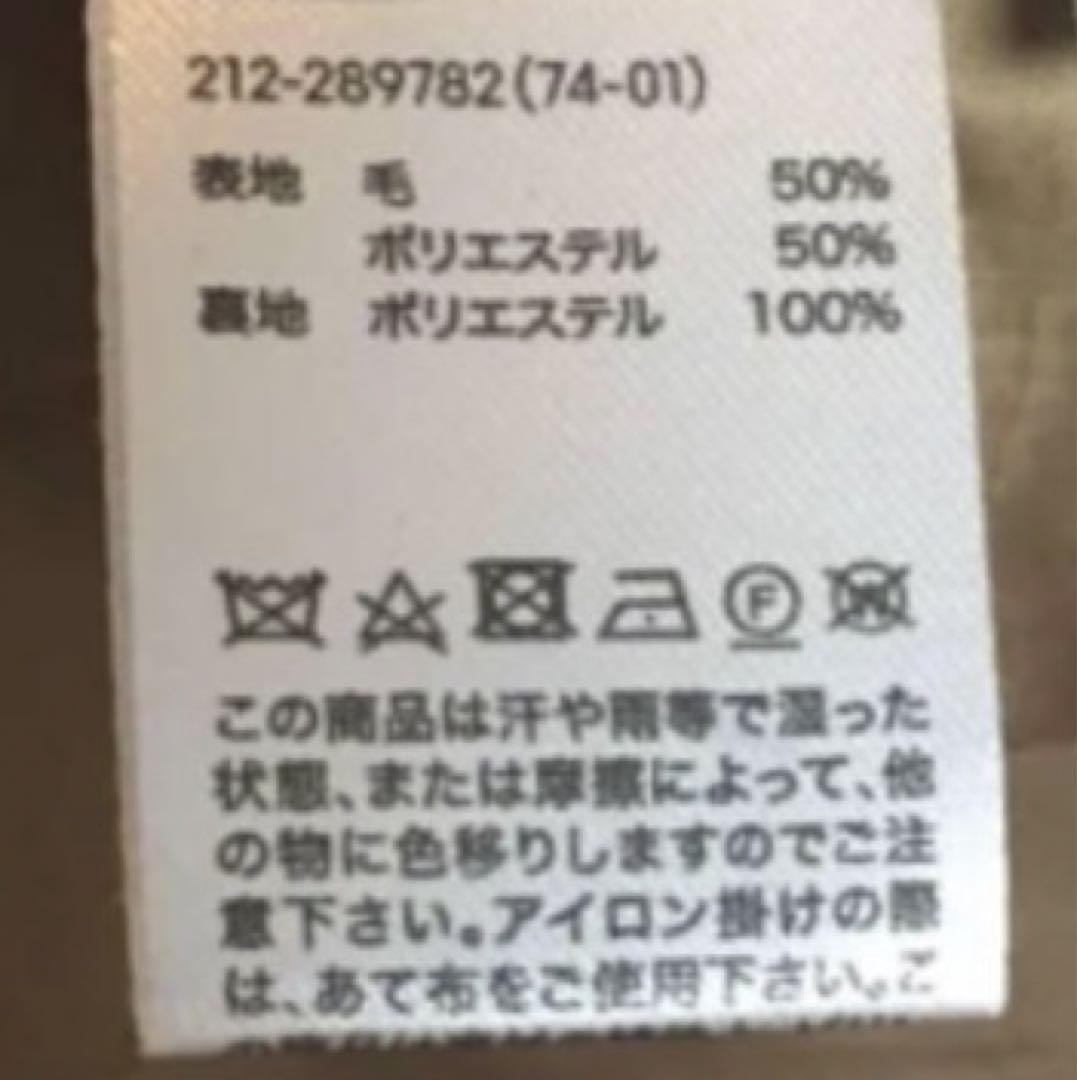 212-289782(74-01)
表地 毛 50%
ポリエステル 50%
裏地 ポリエステル 100%
F
W
この商品は汗や雨等で湿った
状態、または摩擦によって、他
の物に色移りしますのでご注
意下さい。アイロン掛けの際
は、あて布をご使用下さい。こ